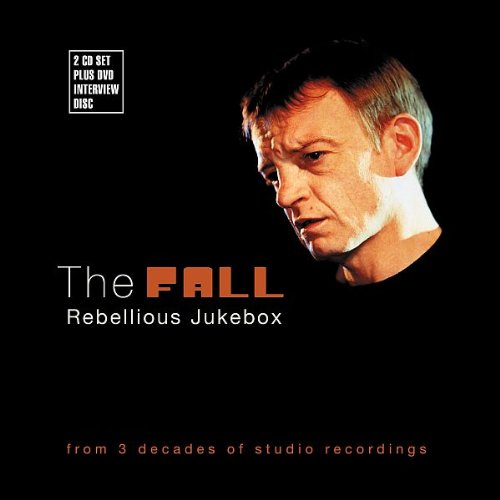 2 CD SET
PLUS DVD
INTERVIEW
DISC
The FALL
Rebellious Jukebox
from 3 decades of studio recordings